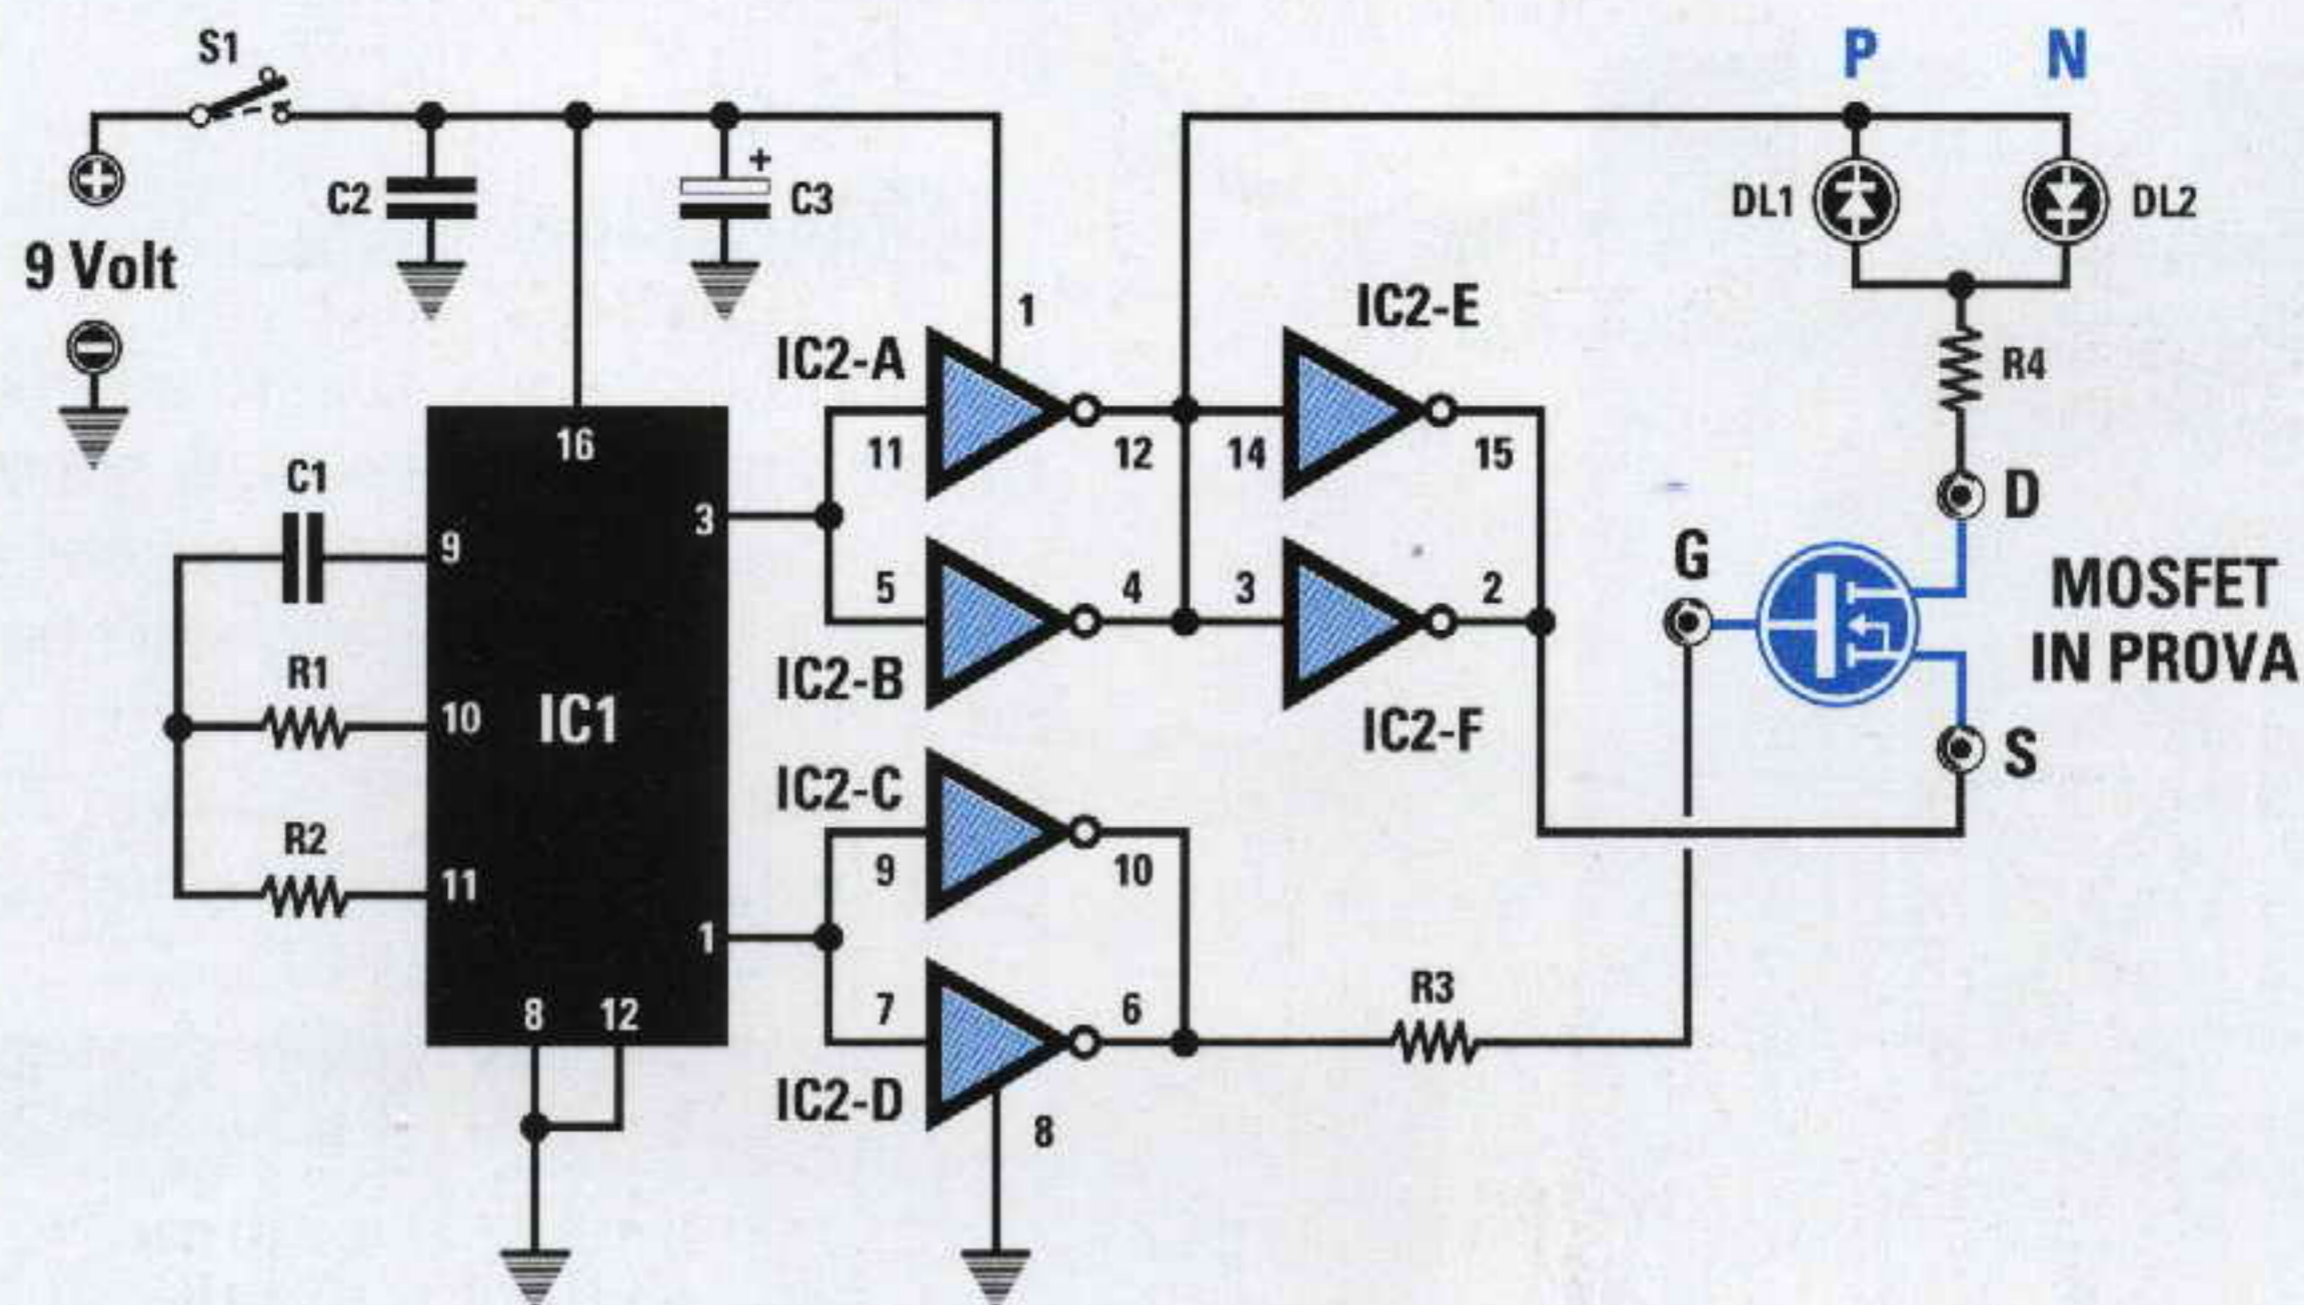 S1
P
N
+
C2
C3
DL1
DL2
9 Volt
1
IC2-E
IC2-A
R4
16
11
12
14
15
C1
D
3
9
G
5
4
3
2
MOSFET
IN PROVA
R1
IC2-B
10
IC1
IC2-F
S
IC2-C
R2
9
10
11
1
R3
8
12
7
6
IC2-D
8